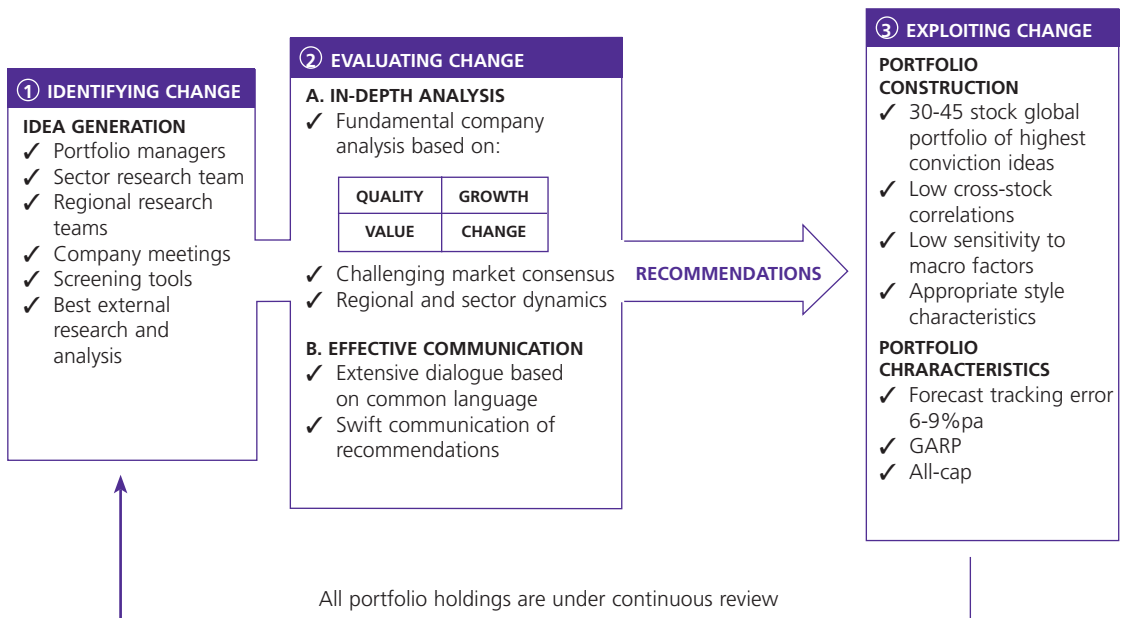 ① IDENTIFYING CHANGE
IDEA GENERATION
✓ Portfolio managers
✓ Sector research team
✓ Regional research
teams
✓ Company meetings
✓ Screening tools
✓ Best external
research and
analysis
② EVALUATING CHANGE
A. IN-DEPTH ANALYSIS
✓ Fundamental company
analysis based on:
QUALITY GROWTH
VALUE CHANGE
✓ Challenging market consensus
✓ Regional and sector dynamics
B. EFFECTIVE COMMUNICATION
✓ Extensive dialogue based
on common language
✓ Swift communication of
recommendations
RECOMMENDATIONS
③ EXPLOITING CHANGE
PORTFOLIO
CONSTRUCTION
✓ 30-45 stock global
portfolio of highest
conviction ideas
✓ Low cross-stock
correlations
✓ Low sensitivity to
macro factors
✓ Appropriate style
characteristics
PORTFOLIO
CHRARACTERISTICS
✓ Forecast tracking error
6-9%pa
✓ GARP
✓ All-cap
All portfolio holdings are under continuous review